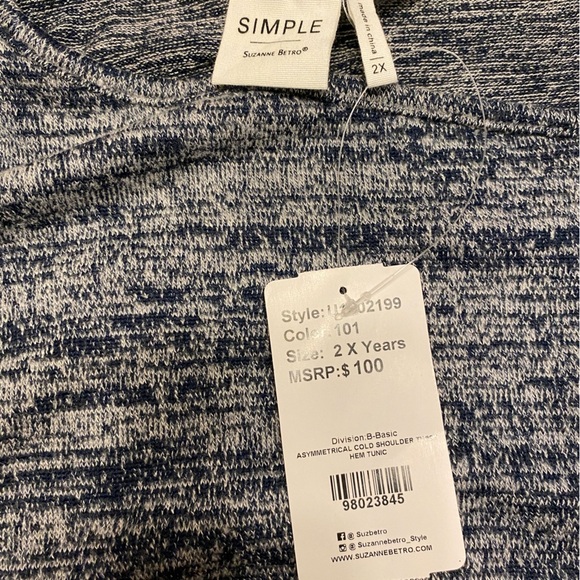 SIMPLE
SUZANNE BETRO®
made in china
2X
Style: 02199
Color: 101
Size: 2 X Years
MSRP:$ 100
Division:B-Basic
ASYMMETRICAL COLD SHOULDER
HEM TUNIC
98023845
® Suzbetro
® Suzannebetro_Style
WWW.SUZANNEBETRO.COM